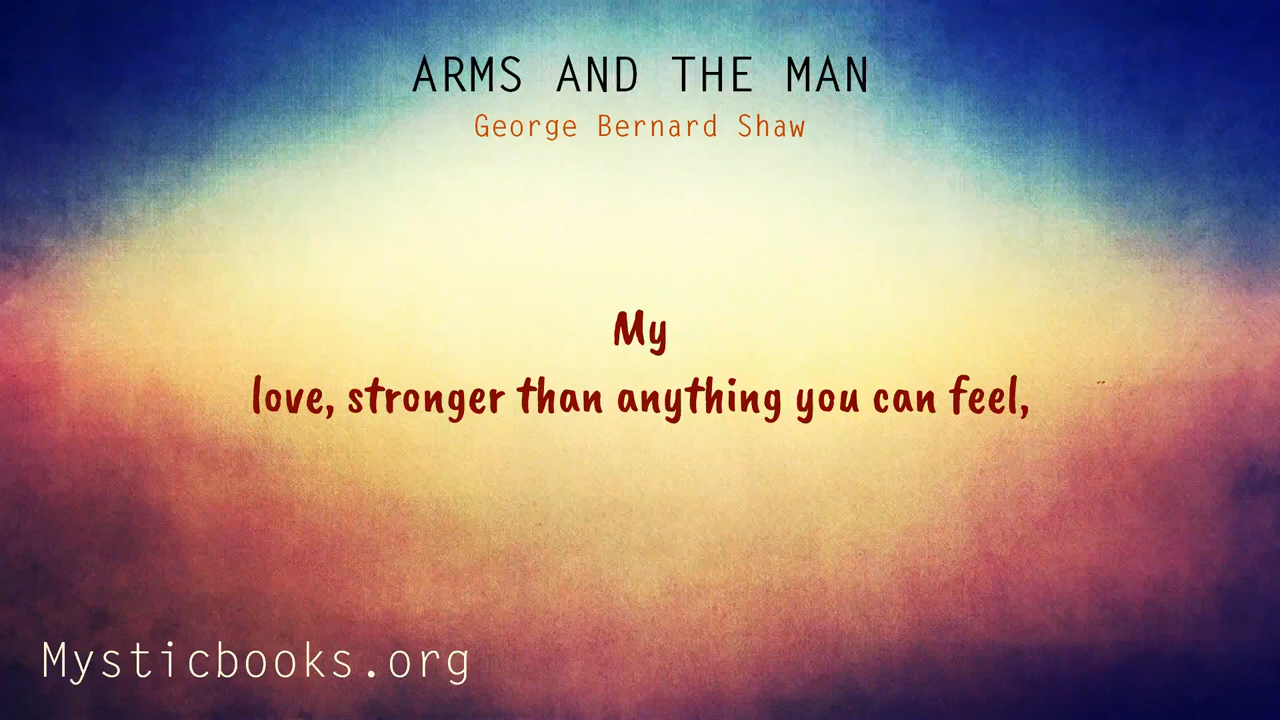 ARMS AND THE MAN
George Bernard Shaw
My
love, stronger than anything you can feel,
Mysticbooks.org